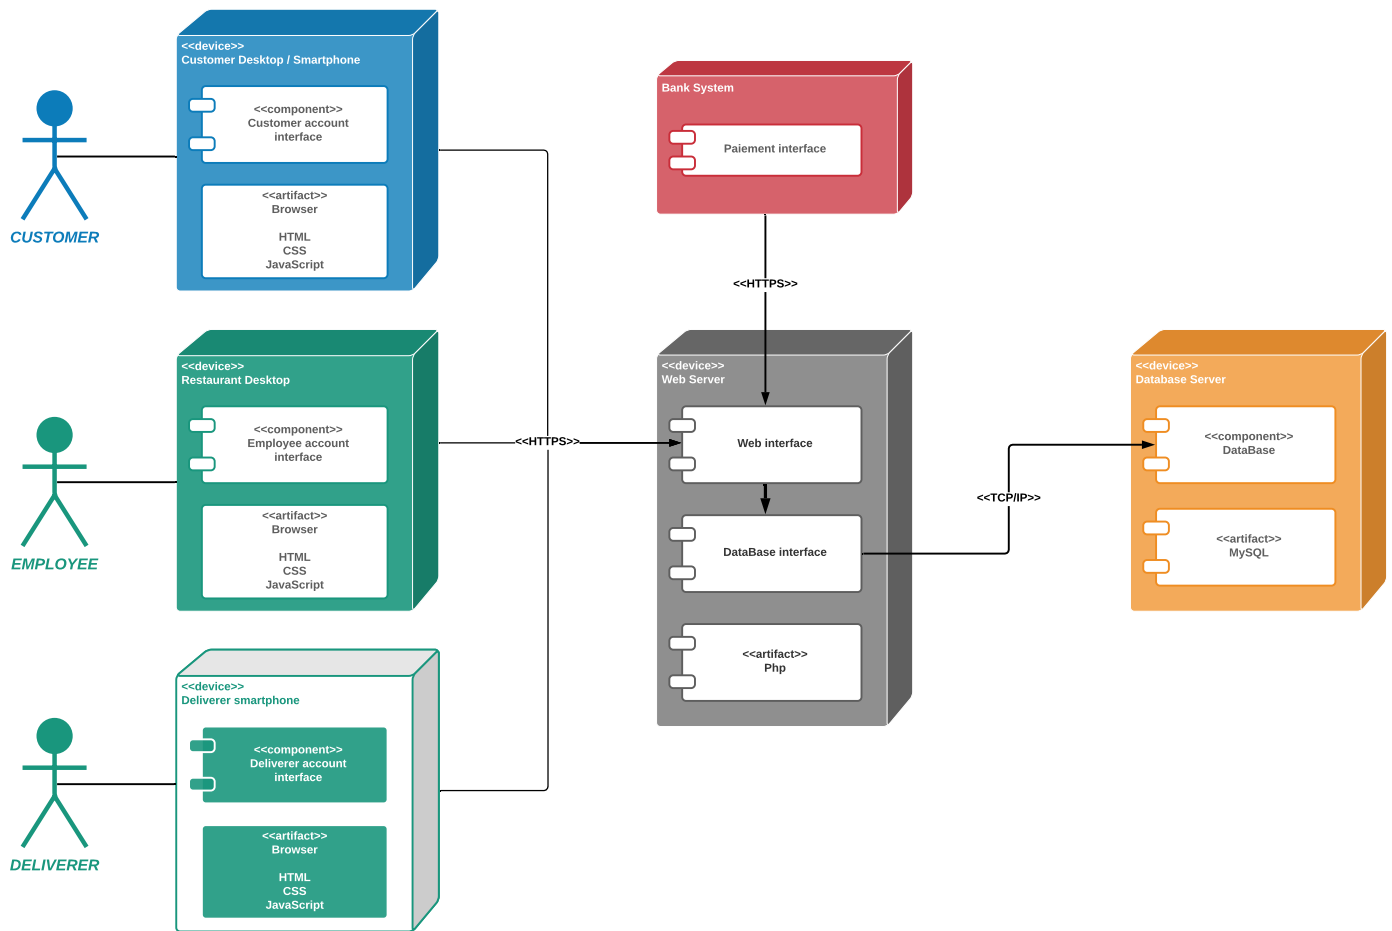 <<device>>
Customer Desktop / Smartphone
<<component>>
Customer account
interface
<<artifact>>
Browser
HTML
CSS
JavaScript
CUSTOMER
<<device>>
Restaurant Desktop
<<component>>
Employee account
interface
<<artifact>>
Browser
HTML
CSS
JavaScript
EMPLOYEE
<<device>>
Deliverer smartphone
<<component>>
Deliverer account
interface
<<artifact>>
Browser
HTML
CSS
JavaScript
DELIVERER
<<HTTPS>>
Bank System
Paiement interface
<<HTTPS>>
<<device>>
Web Server
Web interface
DataBase interface
<<artifact>>
Php
<<TCP/IP>>
<<device>>
Database Server
<<component>>
DataBase
<<artifact>>
MySQL